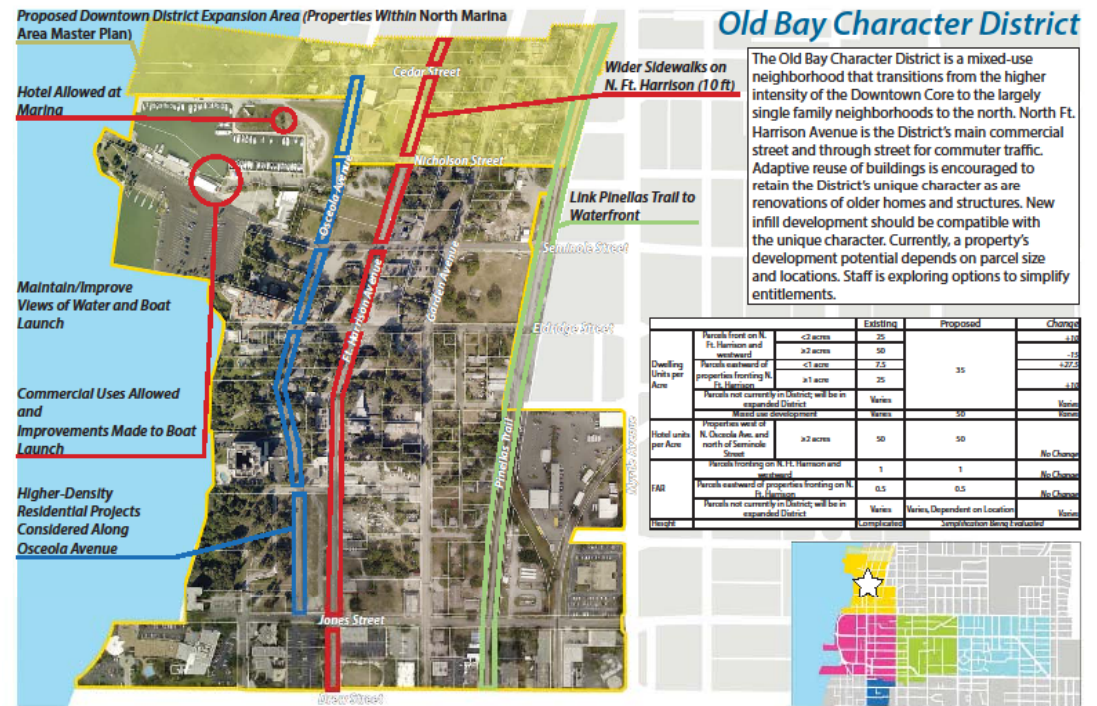 Proposed Downtown District Expansion Area (Properties Within North Marina
Area Master Plan)
Old Bay Character District
The Old Bay Character District is a mixed-use
neighborhood that transitions from the higher
intensity of the Downtown Core to the largely
single family neighborhoods to the north. North Ft.
Harrison Avenue is the District's main commercial
street and through street for commuter traffic.
Adaptive reuse of buildings is encouraged to
retain the District's unique character as are
renovations of older homes and structures. New
infill development should be compatible with
the unique character. Currently, a property's
development potential depends on parcel size
and locations. Staff is exploring options to simplify
entitlements.
Hotel Allowed at
Marina
Cedar Street
Wider Sidewalks on
N. Ft. Harrison (10 ft)
Nicholson Street
Osceola Avenue
Link Pinellas Trail to
Waterfront
Seminole Street
Garden Avenue
Ft. Harrison Avenue
Eldridge Street
Maintain/Improve
Views of Water and Boat
Launch
Commercial Uses Allowed
and
Improvements Made to Boat
Launch
Pinellas Trail
Myrtle Avenue
Higher-Density
Residential Projects
Considered Along
Osceola Avenue
Jones Street
Drew Street
Existing Proposed Change
Dwelling
Units per
Acre
Parcels front on N.
Ft. Harrison and
westward
<2 acres 25 +10
≥2 acres 50 -15
Parcels eastward of
properties fronting N.
Ft. Harrison
<1 acre 7.5 +27.5
≥1 acre 25 +10
35
Parcels not currently in District; will be in
expanded District
Varies Varies
Mixed use development Varies 50 Varies
Hotel units
per Acre
Properties west of
N. Osceola Ave. and
north of Seminole
Street
≥2 acres 50 50 No Change
FAR
Parcels fronting on N. Ft. Harrison and
westward
1 1 No Change
Parcels eastward of properties fronting on N.
Ft. Harrison
0.5 0.5 No Change
Parcels not currently in District; will be in
expanded District
Varies Varies, Dependent on Location Varies
Height Complicated Simplification Being Evaluated